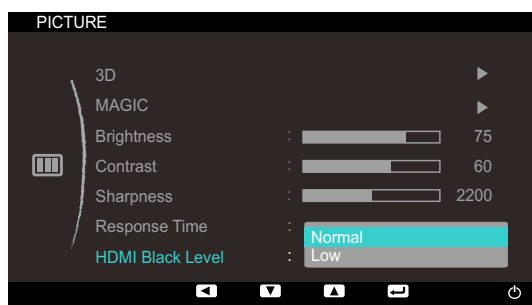 PICTURE
3D
MAGIC
Brightness : 75
Contrast : 60
Sharpness : 2200
Response Time :
Normal
HDMI Black Level : Low